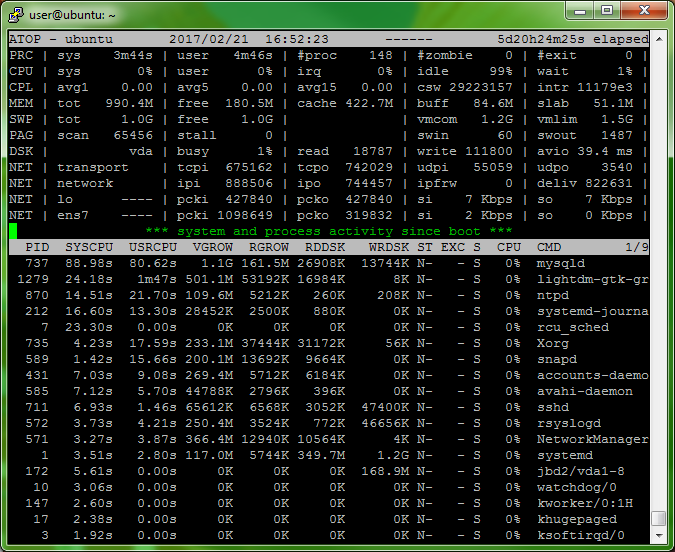 user@ubuntu: ~
ATOP - ubuntu 2017/02/21 16:52:23 ------ 5d20h24m25s elapsed
PRC | sys 3m44s | user 4m46s | #proc 148 | #zombie 0 | #exit 0 |
CPU | sys 0% | user 0% | irq 0% | idle 99% | wait 1% |
CPL | avg1 0.00 | avg5 0.00 | avg15 0.00 | csw 29223157 | intr 11179e3 |
MEM | tot 990.4M | free 180.5M | cache 422.7M | buff 84.6M | slab 51.1M |
SWP | tot 1.0G | free 1.0G | | vmcom 1.2G | vmlim 1.5G |
PAG | scan 65456 | stall 0 | | swin 60 | swout 1487 |
DSK | vda | busy 1% | read 18787 | write 111800 | avio 39.4 ms |
NET | transport | tcpi 675162 | tcpo 742029 | udpi 55059 | udpo 3540 |
NET | network | ipi 888506 | ipo 744457 | ipfrw 0 | deliv 822631 |
NET | lo ---- | pcki 427840 | pcko 427840 | si 7 Kbps | so 7 Kbps |
NET | ens7 ---- | pcki 1098649 | pcko 319832 | si 2 Kbps | so 0 Kbps |
*** system and process activity since boot ***
PID SYSCPU USRCPU VGROW RGROW RDDSK WRDSK ST EXC S CPU CMD 1/9
737 88.98s 80.62s 1.1G 161.5M 26908K 13744K N- - S 0% mysqld
1279 24.18s 1m47s 501.1M 53192K 16984K 8K N- - S 0% lightdm-gtk-gr
870 14.51s 21.70s 109.6M 5212K 260K 208K N- - S 0% ntpd
212 16.60s 13.30s 28452K 2500K 880K 0K N- - S 0% systemd-journa
7 23.30s 0.00s 0K 0K 0K 0K N- - S 0% rcu_sched
735 4.23s 17.59s 233.1M 37444K 31172K 56K N- - S 0% Xorg
589 1.42s 15.66s 200.1M 13692K 9664K 0K N- - S 0% snapd
431 7.03s 9.08s 269.4M 5712K 6184K 0K N- - S 0% accounts-daemo
585 7.12s 5.70s 44788K 2796K 396K 0K N- - S 0% avahi-daemon
711 6.93s 1.46s 65612K 6568K 3052K 47400K N- - S 0% sshd
572 3.73s 4.21s 250.4M 3524K 772K 46656K N- - S 0% rsyslogd
571 3.27s 3.87s 366.4M 12940K 10564K 4K N- - S 0% NetworkManager
1 3.51s 2.80s 117.0M 5744K 349.7M 1.2G N- - S 0% systemd
172 5.61s 0.00s 0K 0K 0K 168.9M N- - S 0% jbd2/vda1-8
10 3.06s 0.00s 0K 0K 0K 0K N- - S 0% watchdog/0
147 2.60s 0.00s 0K 0K 0K 0K N- - S 0% kworker/0:1H
17 2.38s 0.00s 0K 0K 0K 0K N- - S 0% khugepaged
3 1.92s 0.00s 0K 0K 0K 0K N- - S 0% ksoftirqd/0